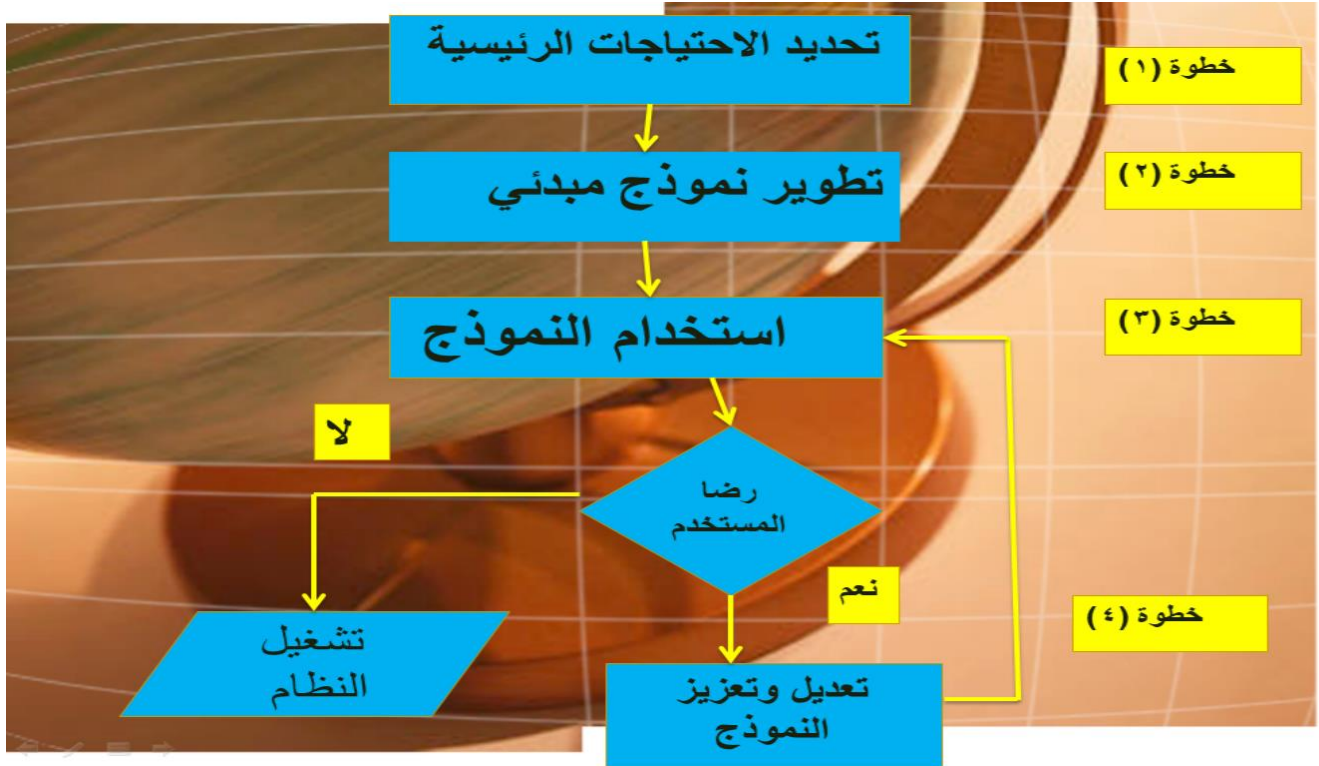 تحديد الاحتياجات الرئيسية
خطوة (١)
تطوير نموذج مبدئي
خطوة (٢)
استخدام النموذج
خطوة (٣)
لا
رضا
المستخدم
نعم
خطوة (٤)
تشغيل
النظام
تعديل وتعزيز
النموذج